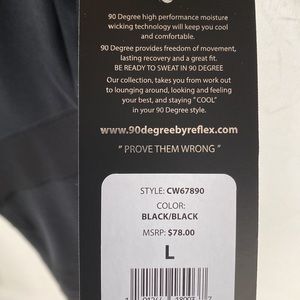 90 Degree high performance moisture
wicking technology will keep you cool
and comfortable.
90 Degree provides freedom of movement,
lasting recovery and a great fit.
BE READY TO SWEAT IN 90 DEGREE
Our collection, takes you from work out
to lounging around, looking and feeling
your best, and staying “COOL”
in your 90 Degree style.
www.90degreebyreflex.com
“ PROVE THEM WRONG ”
STYLE: CW67890
COLOR:
BLACK/BLACK
MSRP: $78.00
L